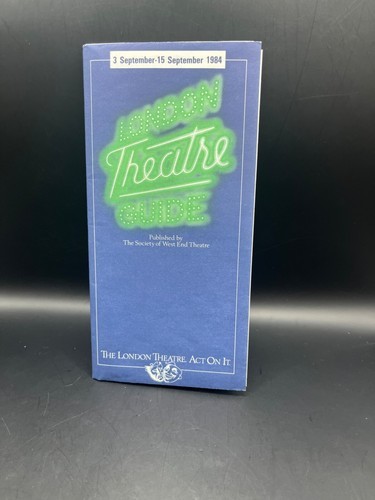 3 September-15 September 1984
LONDON
Theatre
GUIDE
Published by
The Society of West End Theatre
THE LONDON THEATRE. ACT ON IT.